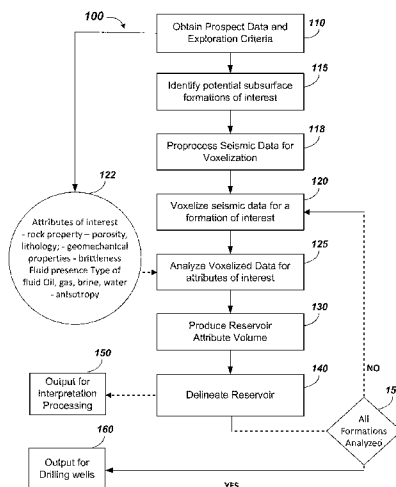 100
110
Obtain Prospect Data and
Exploration Criteria
115
Identify potential subsurface
formations of interest
118
Proprocess Seismic Data for
Voxelization
122
Attributes of interest
- rock property – porosity,
lithology; - geomechanical
properties - brittleness
Fluid presence Type of
fluid Oil, gas, brine, water
- anisotropy
120
Voxelize seismic data for a
formation of interest
125
Analyze Voxelized Data for
attributes of interest
130
Produce Reservoir
Attribute Volume
150
Output for
Interpretation
Processing
140
Delineate Reservoir
NO
15
All
Formations
Analyzed
160
Output for
Drilling wells
YES